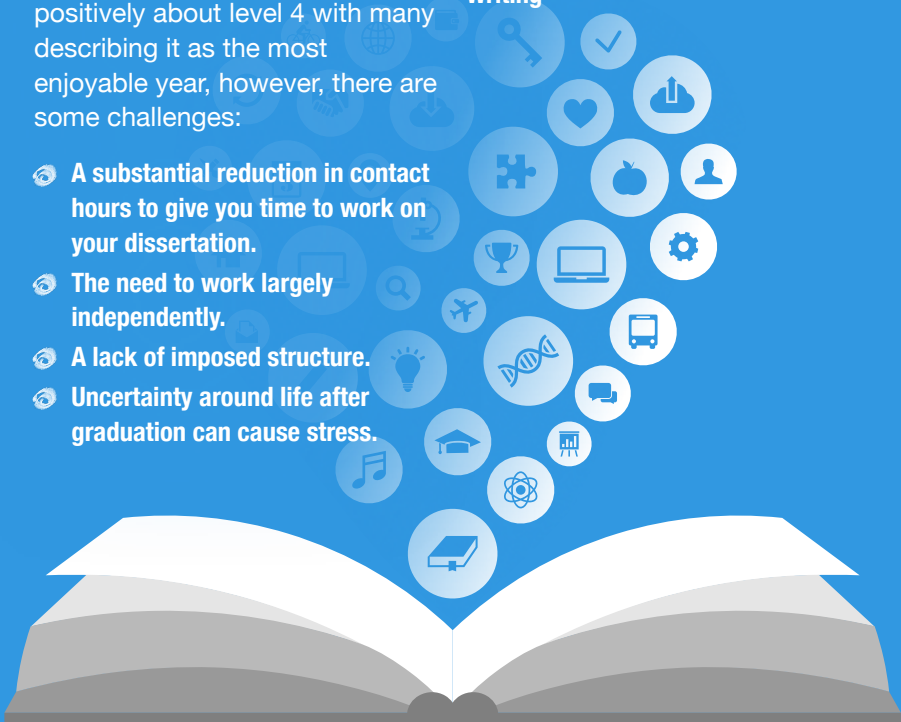 positively about level 4 with many
describing it as the most
enjoyable year, however, there are
some challenges:
A substantial reduction in contact
hours to give you time to work on
your dissertation.
The need to work largely
independently.
A lack of imposed structure.
Uncertainty around life after
graduation can cause stress.
writing